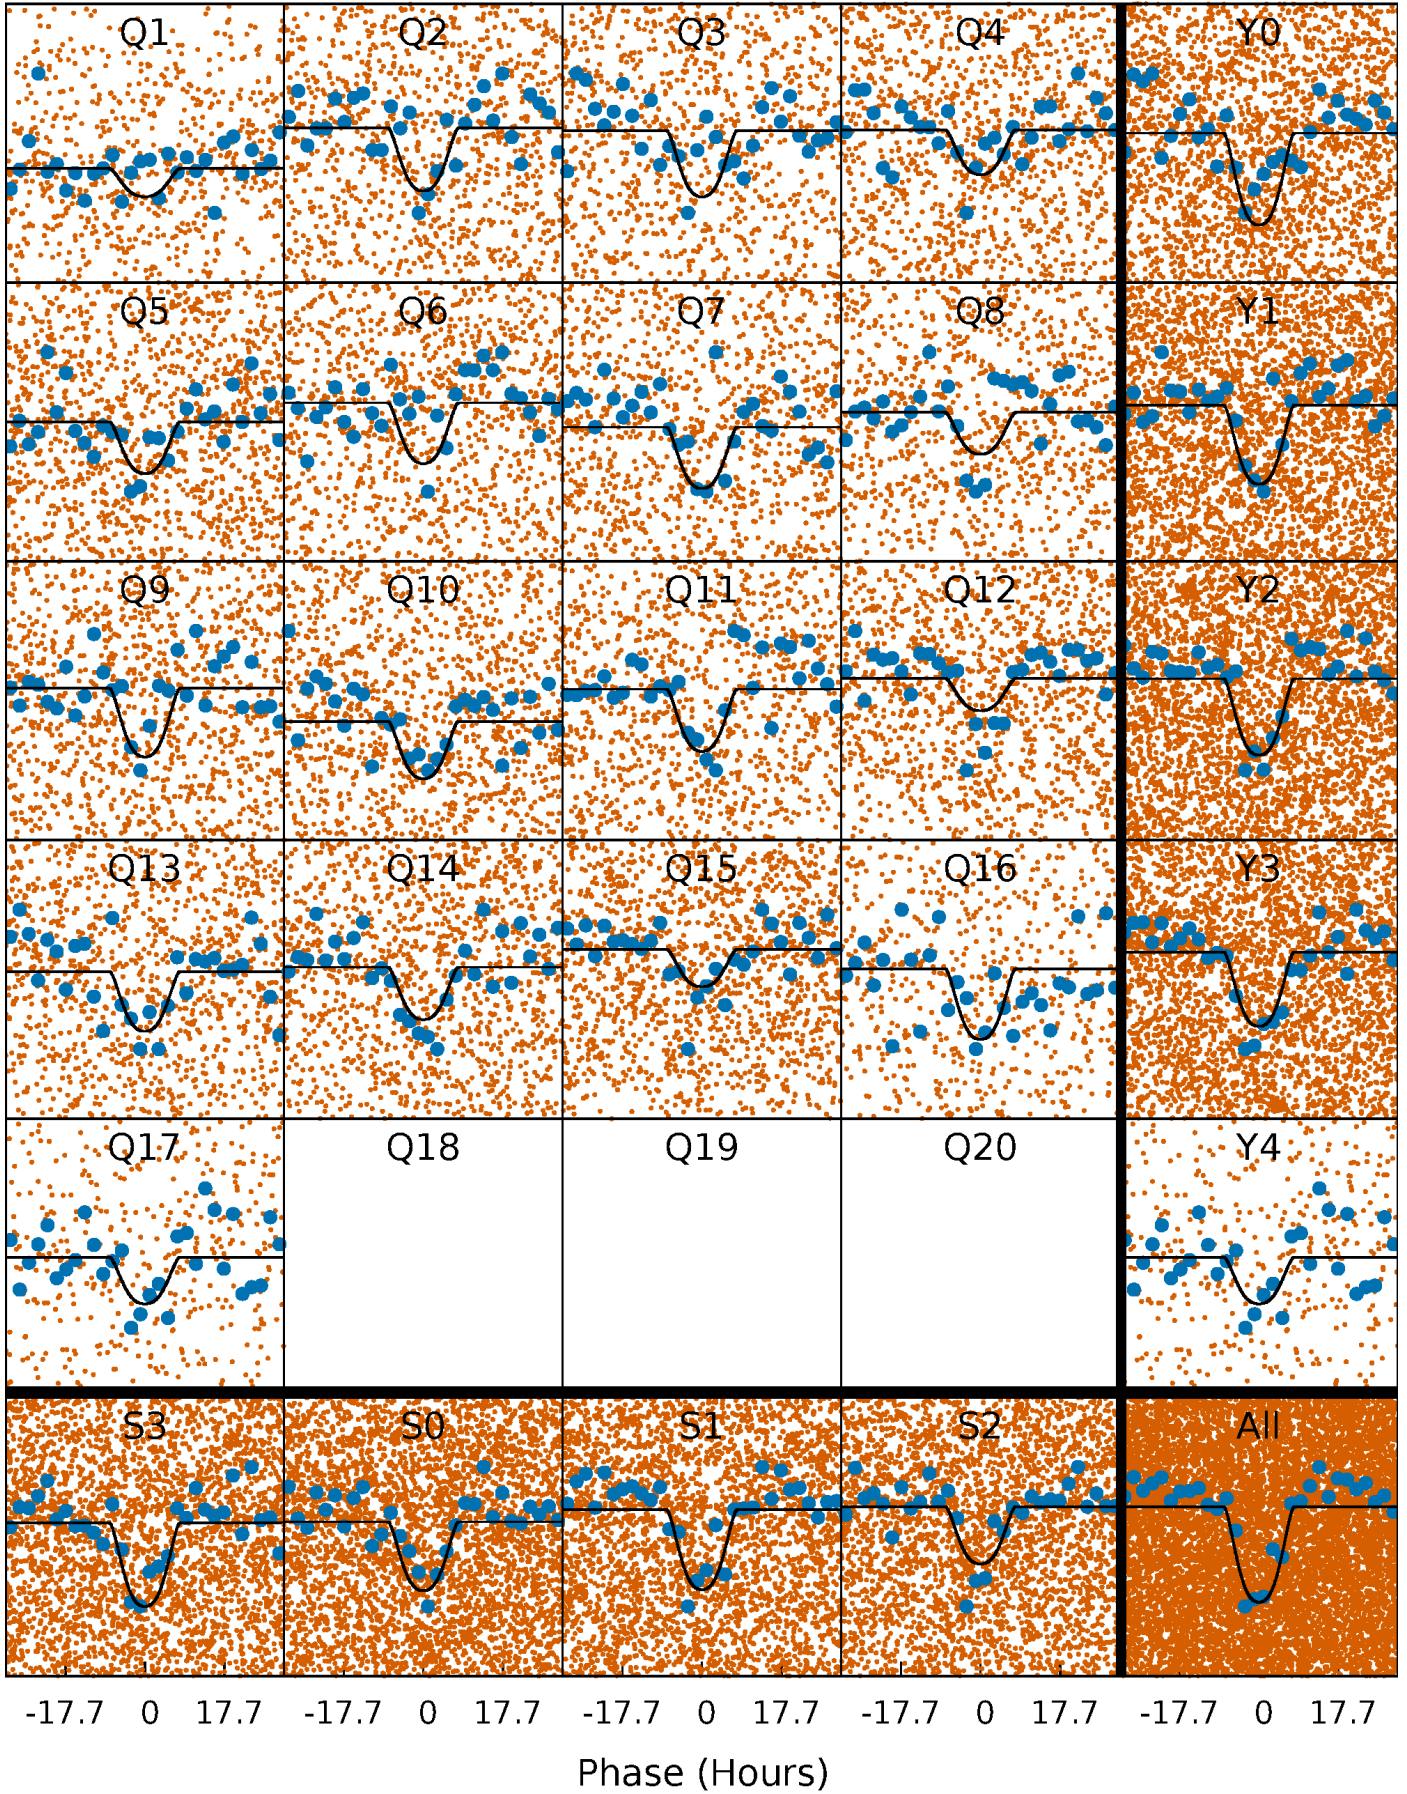 Q1 Q2 Q3 Q4 Y0
Q5 Q6 Q7 Q8 Y1
Q9 Q10 Q11 Q12 Y2
Q13 Q14 Q15 Q16 Y3
Q17 Q18 Q19 Q20 Y4
S3 S0 S1 S2 All
-17.7 0 17.7 -17.7 0 17.7 -17.7 0 17.7 -17.7 0 17.7 -17.7 0 17.7
Phase (Hours)